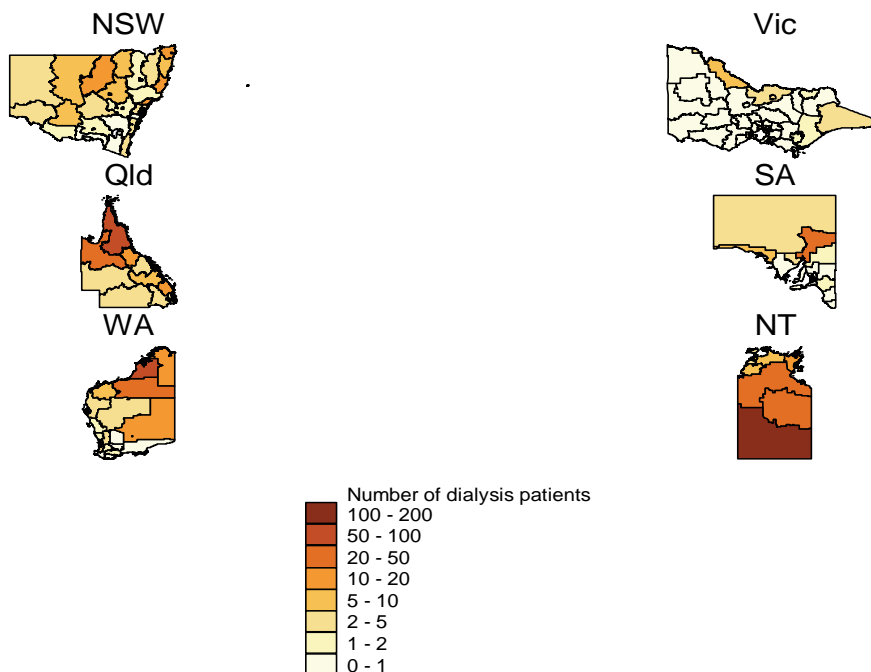 NSW
Vic
Qld
SA
WA
NT
Number of dialysis patients
100 - 200
50 - 100
20 - 50
10 - 20
5 - 10
2 - 5
1 - 2
0 - 1